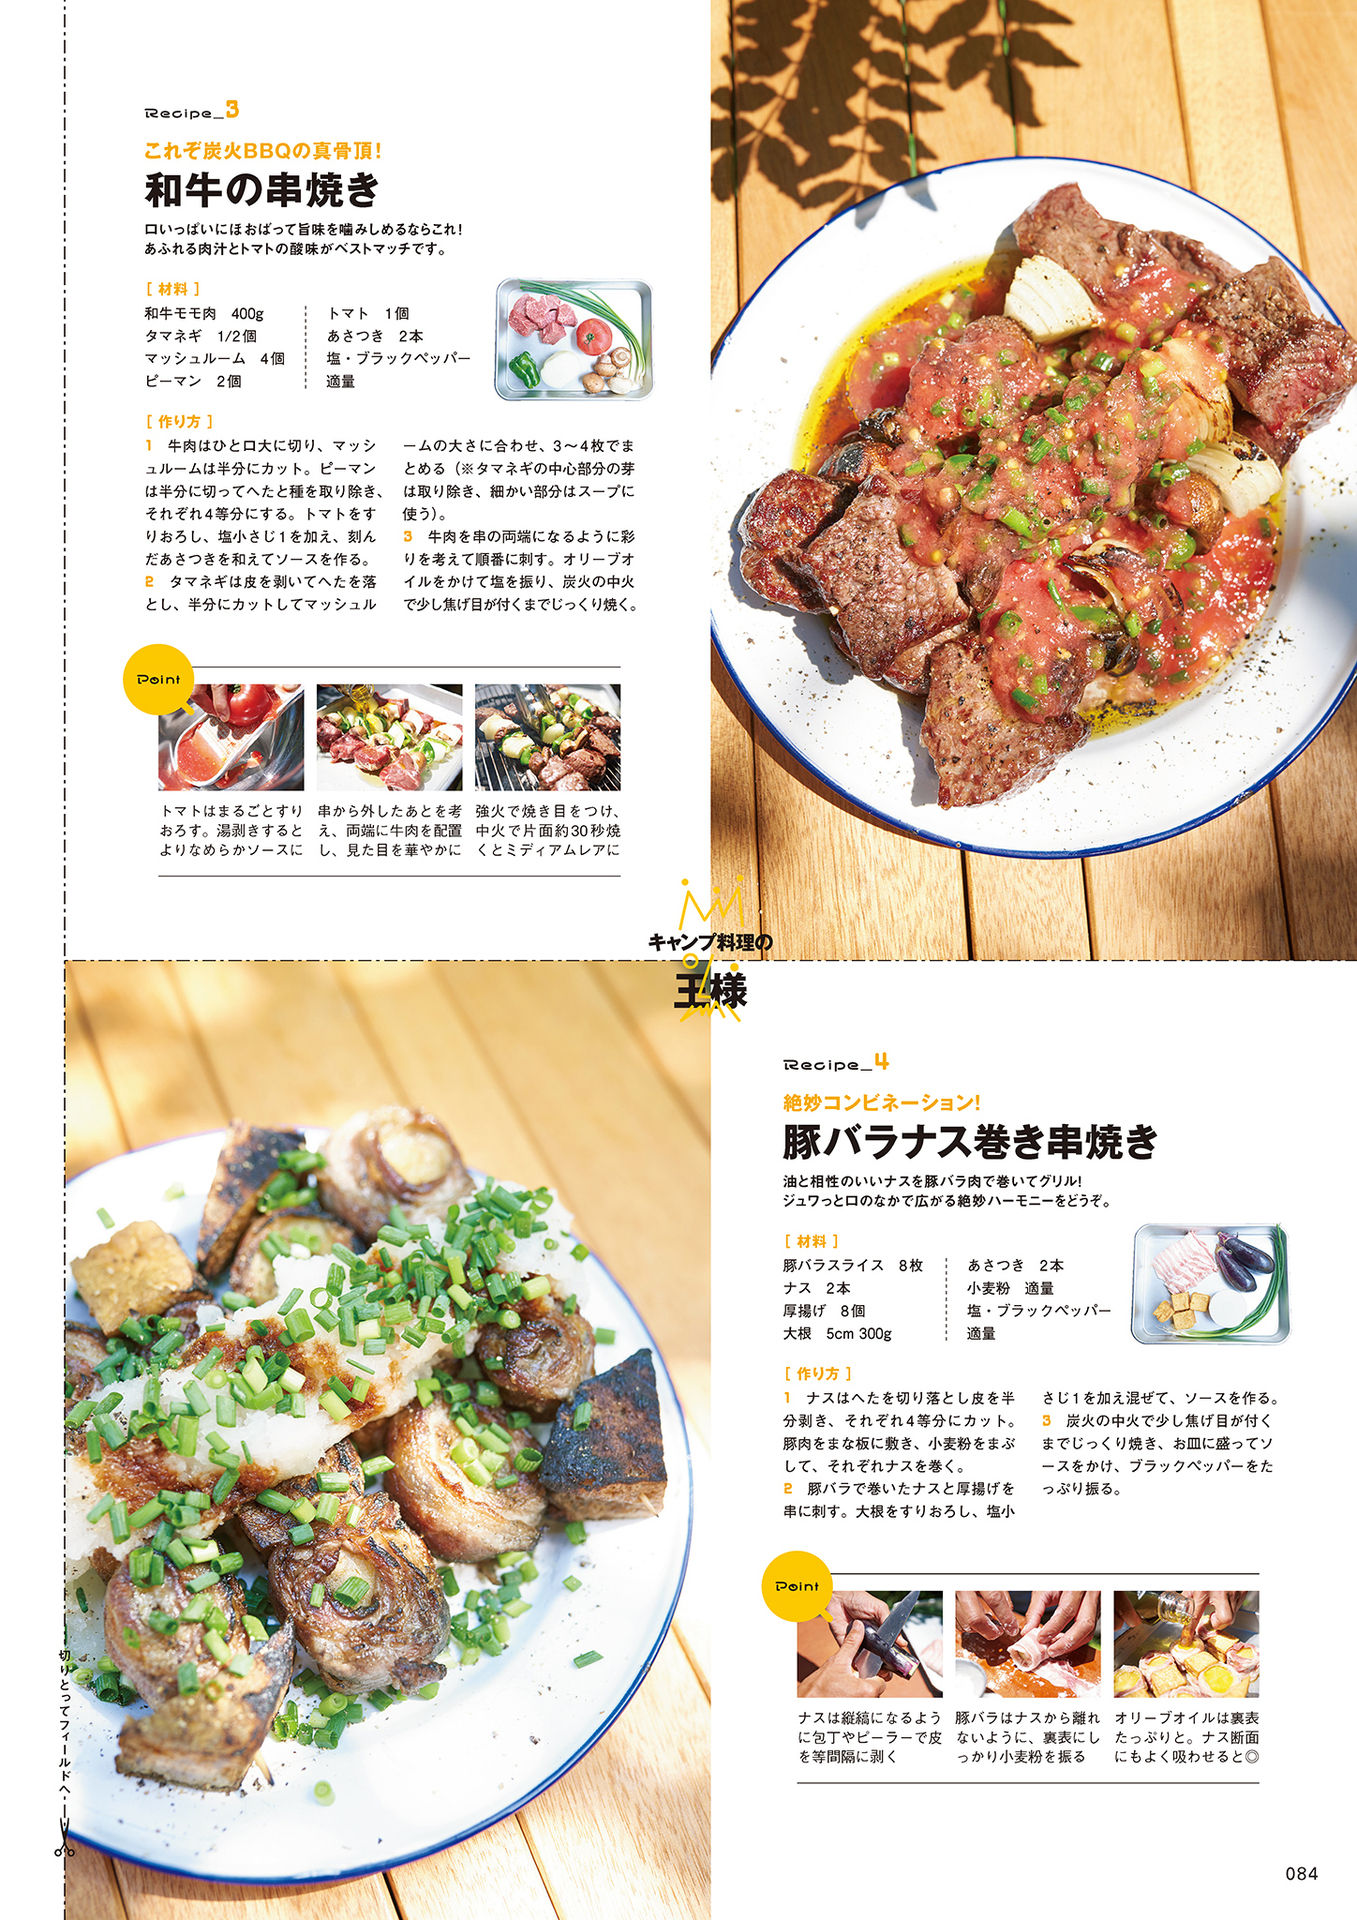 Recipe_3
これぞ炭火BBQの真骨頂！
和牛の串焼き
口いっぱいにほおばって旨味を噛みしめるならこれ！
あふれる肉汁とトマトの酸味がベストマッチです。
［ 材料 ］
和牛モモ肉　400g
タマネギ　1/2個
マッシュルーム　4個
ピーマン　2個
トマト　1個
あさつき　2本
塩・ブラックペッパー
適量
［ 作り方 ］
1　牛肉はひと口大に切り、マッシ
ュルームは半分にカット。ピーマン
は半分に切ってへたと種を取り除き、
それぞれ4等分にする。トマトをす
りおろし、塩小さじ1を加え、刻ん
だあさつきを和えてソースを作る。
2　タマネギは皮を剥いてへたを落
とし、半分にカットしてマッシュル
ームの大きさに合わせ、3〜4枚でま
とめる（※タマネギの中心部分の芽
は取り除き、細かい部分はスープに
使う）。
3　牛肉を串の両端になるように彩
りを考えて順番に刺す。オリーブオ
イルをかけて塩を振り、炭火の中火
で少し焦げ目が付くまでじっくり焼く。
Point
トマトはまるごとすり
おろす。湯剥きすると
よりなめらかソースに
串から外したあとを考
え、両端に牛肉を配置
し、見た目を華やかに
強火で焼き目をつけ、
中火で片面約30秒焼
くとミディアムレアに
キャンプ料理の
王様
Recipe_4
絶妙コンビネーション！
豚バラナス巻き串焼き
油と相性のいいナスを豚バラ肉で巻いてグリル！
ジュワっと口のなかで広がる絶妙ハーモニーをどうぞ。
［ 材料 ］
豚バラスライス　8枚
ナス　2本
厚揚げ　8個
大根　5cm 300g
あさつき　2本
小麦粉　適量
塩・ブラックペッパー
適量
［ 作り方 ］
1　ナスはへたを切り落とし皮を半
分剥き、それぞれ4等分にカット。
豚肉をまな板に敷き、小麦粉をまぶ
して、それぞれナスを巻く。
2　豚バラで巻いたナスと厚揚げを
串に刺す。大根をすりおろし、塩小
さじ1を加え混ぜて、ソースを作る。
3　炭火の中火で少し焦げ目が付く
までじっくり焼き、お皿に盛ってソ
ースをかけ、ブラックペッパーをた
っぷり振る。
Point
ナスは縦縞になるよう
に包丁やピーラーで皮
を等間隔に剥く
豚バラはナスから離れ
ないように、裏表にし
っかり小麦粉を振る
オリーブオイルは裏表
たっぷりと。ナス断面
にもよく吸わせると◎
切りとってフィールドへ
084